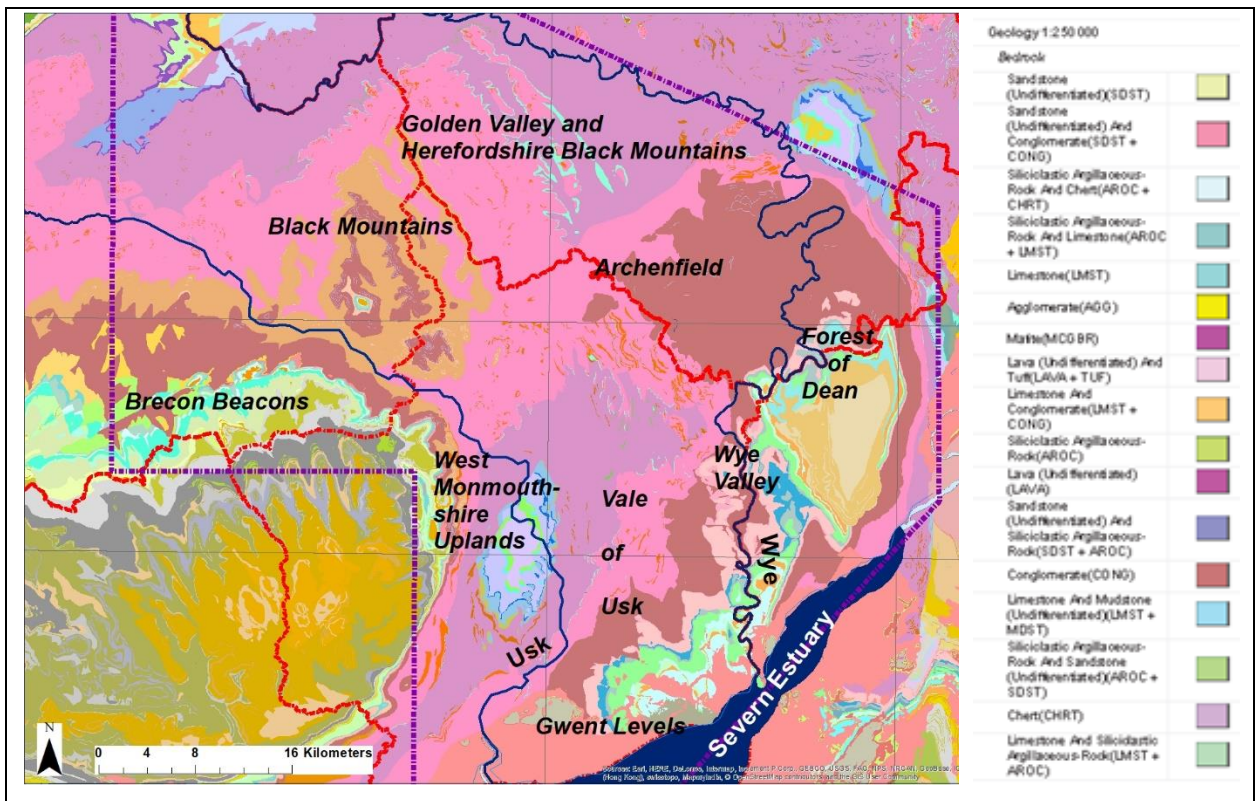 Golden Valley and
Herefordshire Black Mountains
Black Mountains
Archenfield
Forest
of
Dean
Brecon Beacons
West
Monmouth-
shire
Uplands
Vale
of
Usk
Wye
Valley
Wye
Usk
Gwent Levels
Severn Estuary
N
0 4 8 16 Kilometers
Geology 1:250 000
Bedrock
Sandstone
(Undifferentiated)(SDST)
Sandstone
(Undifferentiated) And
Conglomerate(SDST +
CONG)
Siliciclastic Argillaceous-
Rock And Chert(AROC +
CHRT)
Siliciclastic Argillaceous-
Rock And Limestone(AROC
+ LMST)
Limestone(LMST)
Agglomerate(AGG)
Mafite(MCGBR)
Lava (Undifferentiated) And
Tuff(LAVA + TUF)
Limestone And
Conglomerate(LMST +
CONG)
Siliciclastic Argillaceous-
Rock(AROC)
Lava (Undifferentiated)
(LAVA)
Sandstone
(Undifferentiated) And
Siliciclastic Argillaceous-
Rock(SDST + AROC)
Conglomerate(CONG)
Limestone And Mudstone
(Undifferentiated)(LMST +
MDST)
Siliciclastic Argillaceous-
Rock And Sandstone
(Undifferentiated)(AROC +
SDST)
Chert(CHRT)
Limestone And Siliciclastic
Argillaceous-Rock(LMST +
AROC)